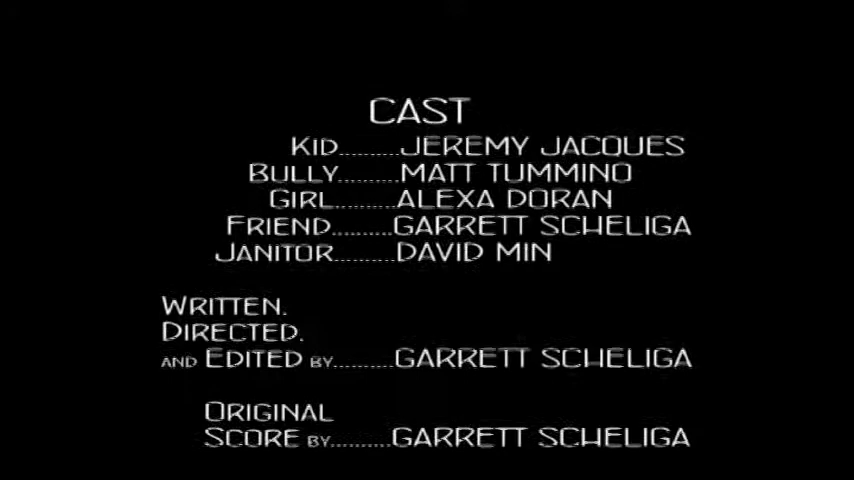 CAST
KID.........JEREMY JACQUES
BULLY.........MATT TUMMINO
GIRL.........ALEXA DORAN
FRIEND.........GARRETT SCHELIGA
JANITOR.........DAVID MIN
WRITTEN.
DIRECTED.
AND EDITED BY.........GARRETT SCHELIGA
ORIGINAL
SCORE BY.........GARRETT SCHELIGA